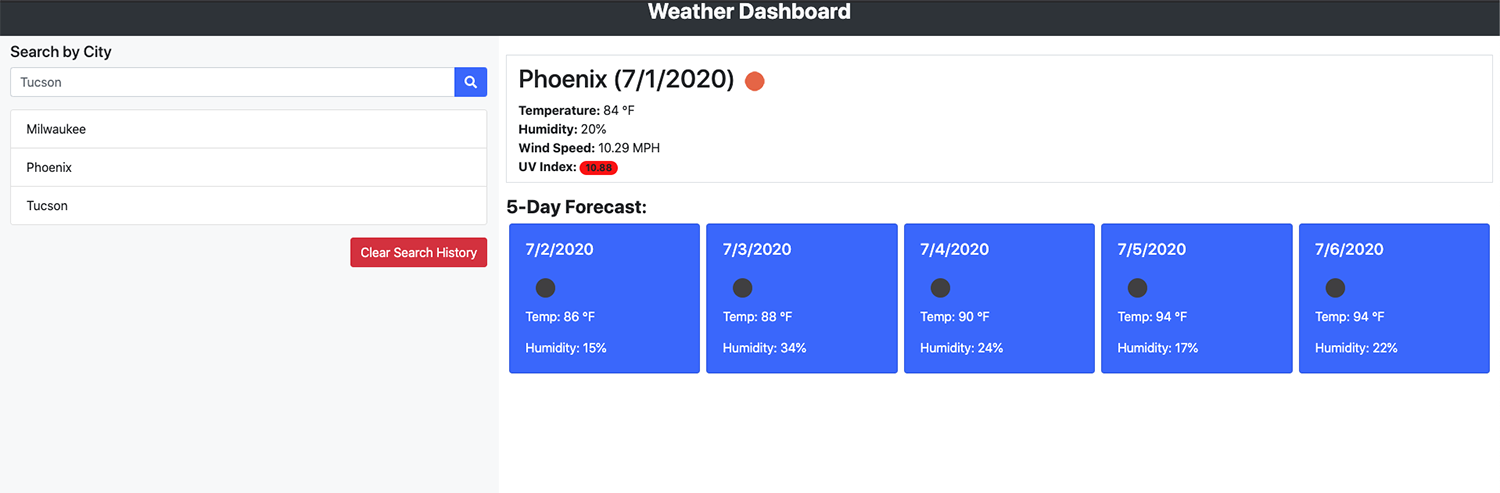 Weather Dashboard
Search by City
Tucson
Milwaukee
Phoenix
Tucson
Clear Search History
Phoenix (7/1/2020)
Temperature: 84 °F
Humidity: 20%
Wind Speed: 10.29 MPH
UV Index: 10.88
5-Day Forecast:
7/2/2020
Temp: 86 °F
Humidity: 15%
7/3/2020
Temp: 88 °F
Humidity: 34%
7/4/2020
Temp: 90 °F
Humidity: 24%
7/5/2020
Temp: 94 °F
Humidity: 17%
7/6/2020
Temp: 94 °F
Humidity: 22%